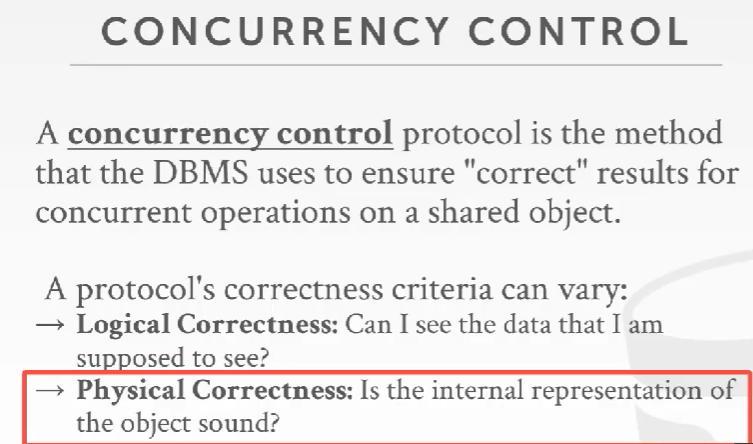 CONCURRENCY CONTROL
A concurrency control protocol is the method
that the DBMS uses to ensure "correct" results for
concurrent operations on a shared object.
A protocol's correctness criteria can vary:
→ Logical Correctness: Can I see the data that I am
supposed to see?
→ Physical Correctness: Is the internal representation of
the object sound?